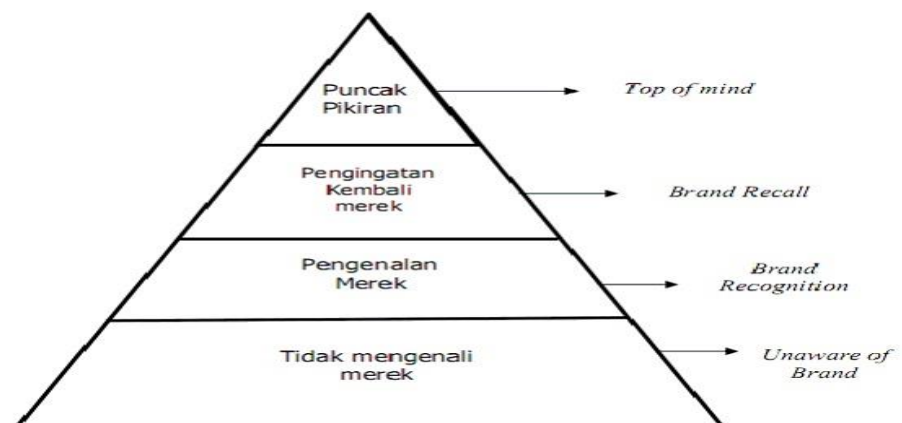 Puncak
Pikiran
Top of mind
Pengingatan
Kembali
merek
Brand Recall
Pengenalan
Merek
Brand
Recognition
Tidak mengenali
merek
Unaware of
Brand